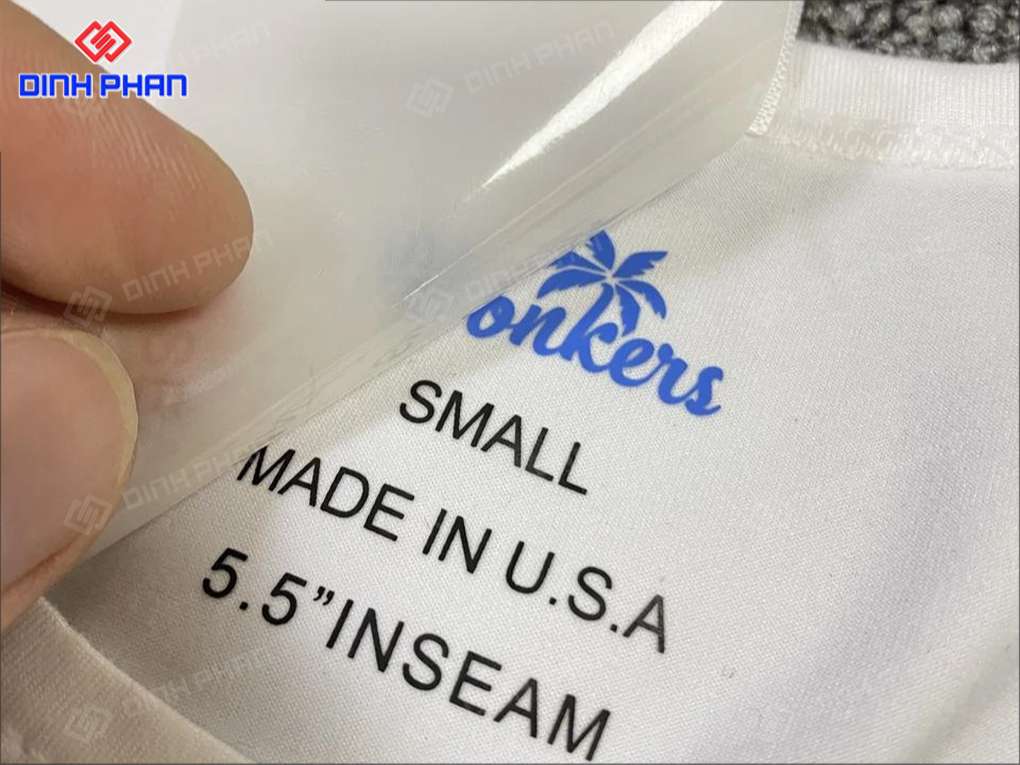 DINH PHAN
onkers
SMALL
MADE IN U.S.A
5.5”INSEAM